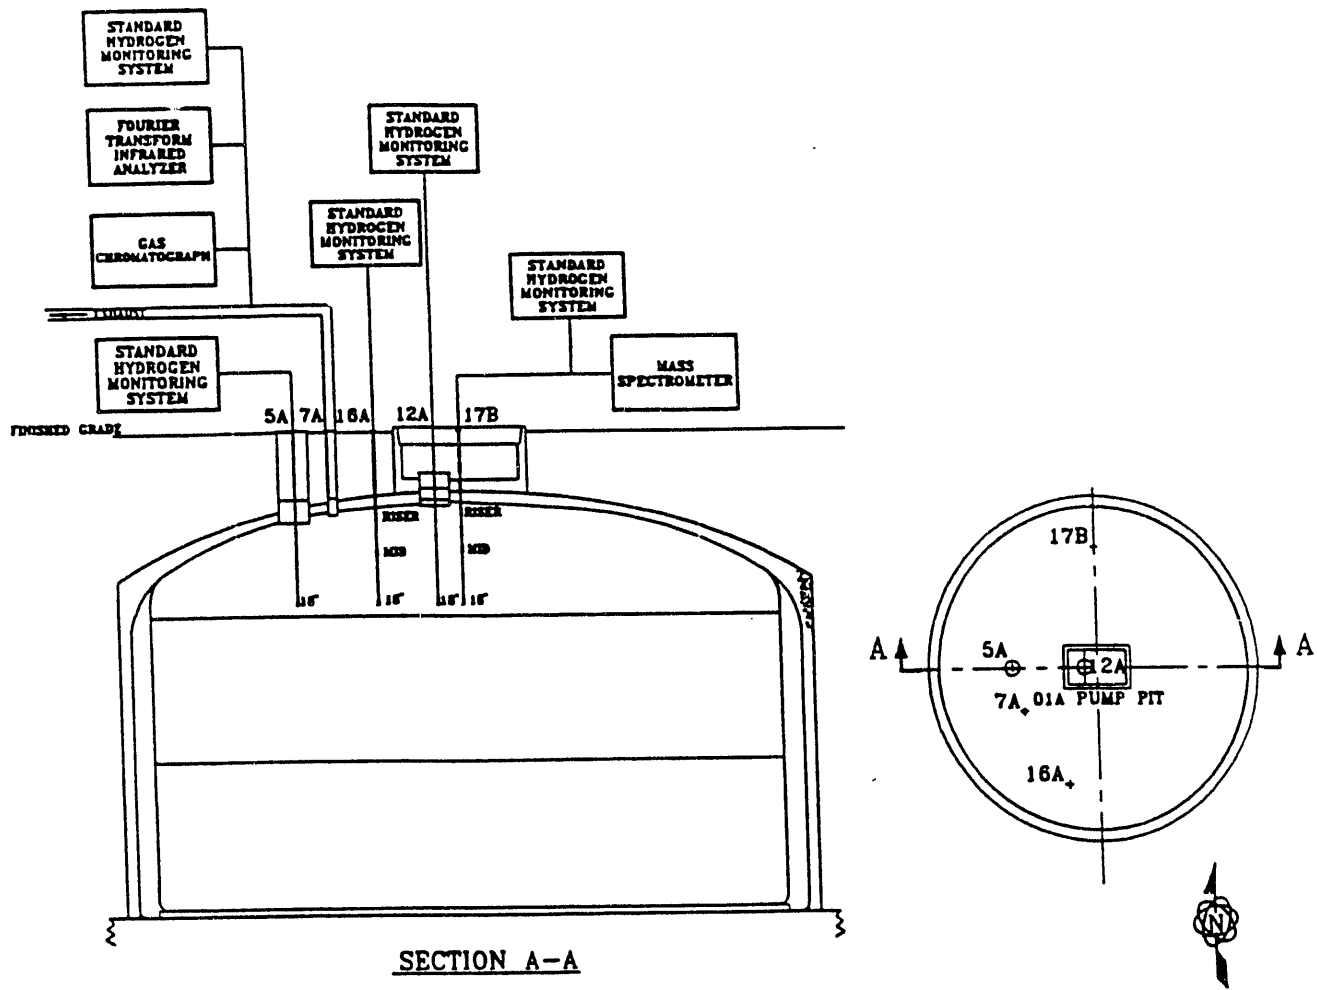 STANDARD
HYDROGEN
MONITORING
SYSTEM
FOURIER
TRANSFORM
INFRARED
ANALYZER
GAS
CHROMATOGRAPH
STANDARD
HYDROGEN
MONITORING
SYSTEM
STANDARD
HYDROGEN
MONITORING
SYSTEM
STANDARD
HYDROGEN
MONITORING
SYSTEM
MASS
SPECTROMETER
EXHAUST
STANDARD
HYDROGEN
MONITORING
SYSTEM
5A 7A 16A 12A 17B
FINISHED GRADE
RISER RISER
MID MID
17B
A A
5A
12A
7A 01A PUMP PIT
16A
N
SECTION A-A